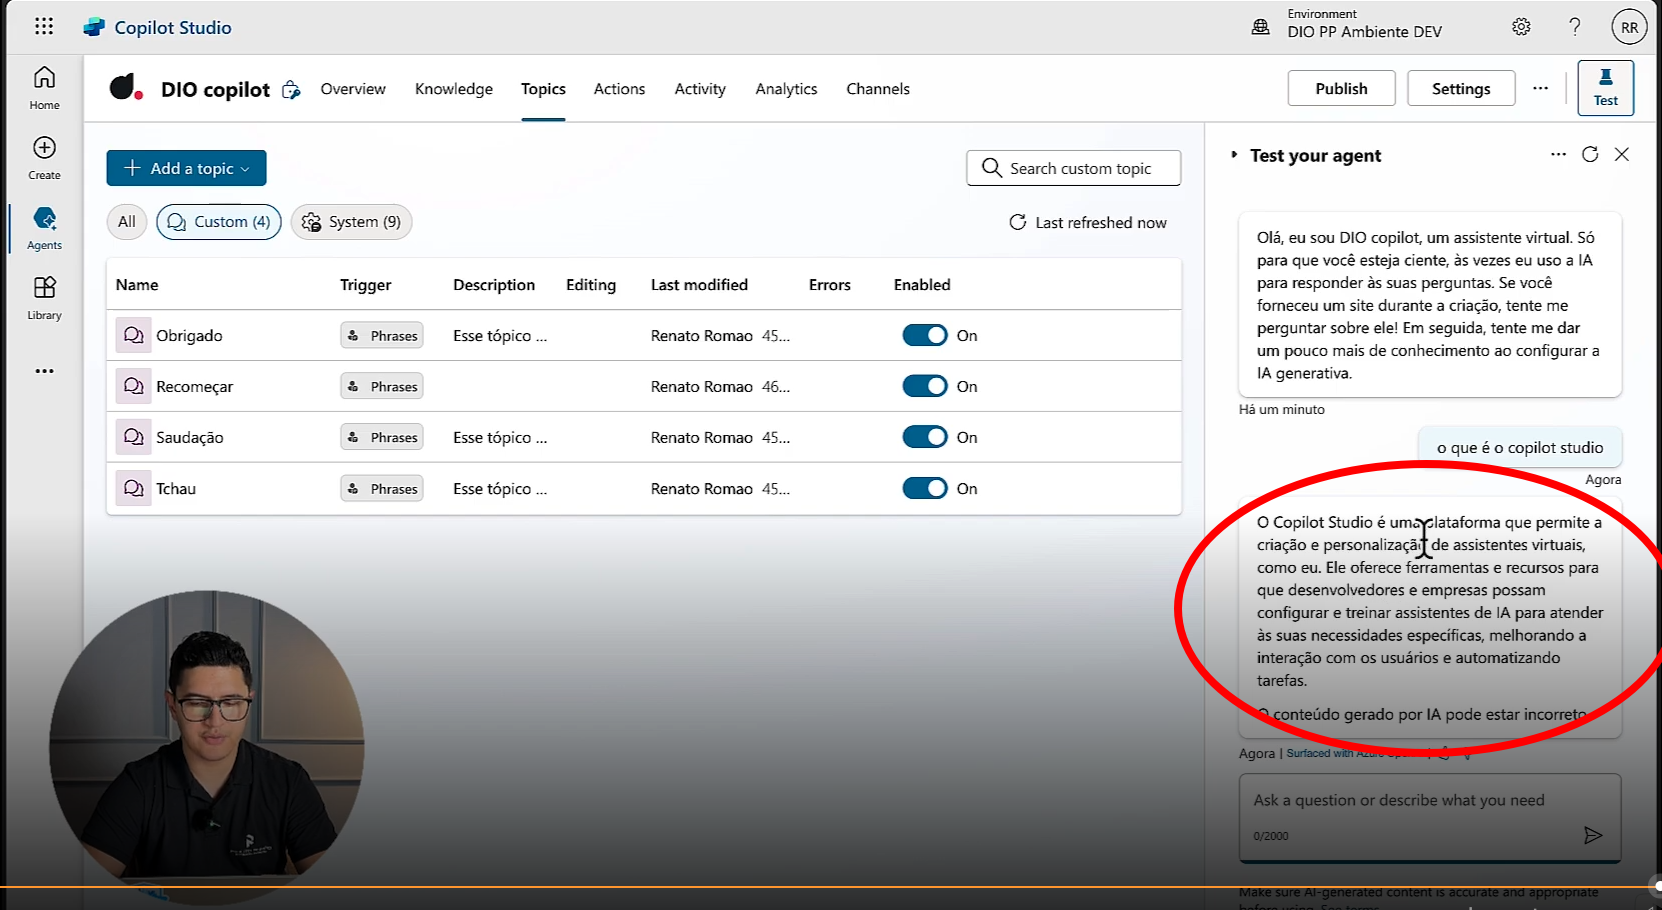 Copilot Studio
Environment
DIO PP Ambiente DEV
RR
Home
Create
Agents
Library
DIO copilot
Overview
Knowledge
Topics
Actions
Activity
Analytics
Channels
Publish
Settings
Test
Add a topic
Search custom topic
All
Custom (4)
System (9)
Last refreshed now
Name Trigger Description Editing Last modified Errors Enabled
Obrigado Phrases Esse tópico ... Renato Romao 45... On
Recomeçar Phrases Renato Romao 46... On
Saudação Phrases Esse tópico ... Renato Romao 45... On
Tchau Phrases Esse tópico ... Renato Romao 45... On
Test your agent
Olá, eu sou DIO copilot, um assistente virtual. Só
para que você esteja ciente, às vezes eu uso a IA
para responder às suas perguntas. Se você
forneceu um site durante a criação, tente me
perguntar sobre ele! Em seguida, tente me dar
um pouco mais de conhecimento ao configurar a
IA generativa.
Há um minuto
o que é o copilot studio
Agora
O Copilot Studio é uma plataforma que permite a
criação e personalização de assistentes virtuais,
como eu. Ele oferece ferramentas e recursos para
que desenvolvedores e empresas possam
configurar e treinar assistentes de IA para atender
às suas necessidades específicas, melhorando a
interação com os usuários e automatizando
tarefas.
O conteúdo gerado por IA pode estar incorreto
Agora | Surfaced with Azure
Ask a question or describe what you need
0/2000
Make sure AI-generated content is accurate and appropriate
before using. See terms